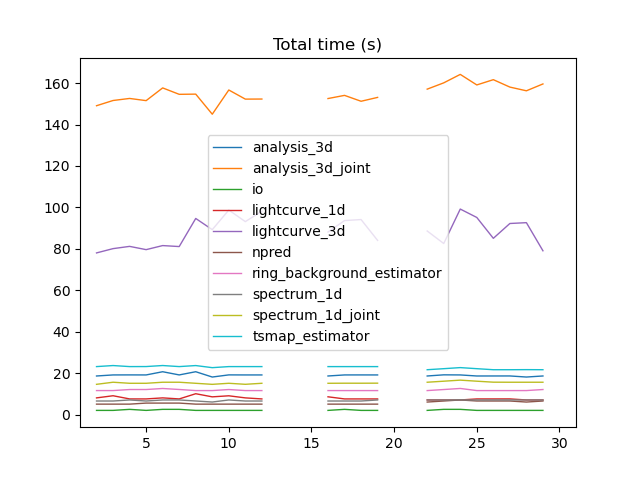 Total time (s)
160
140
120
100
80
60
40
20
0
analysis_3d
analysis_3d_joint
io
lightcurve_1d
lightcurve_3d
npred
ring_background_estimator
spectrum_1d
spectrum_1d_joint
tsmap_estimator
5 10 15 20 25 30